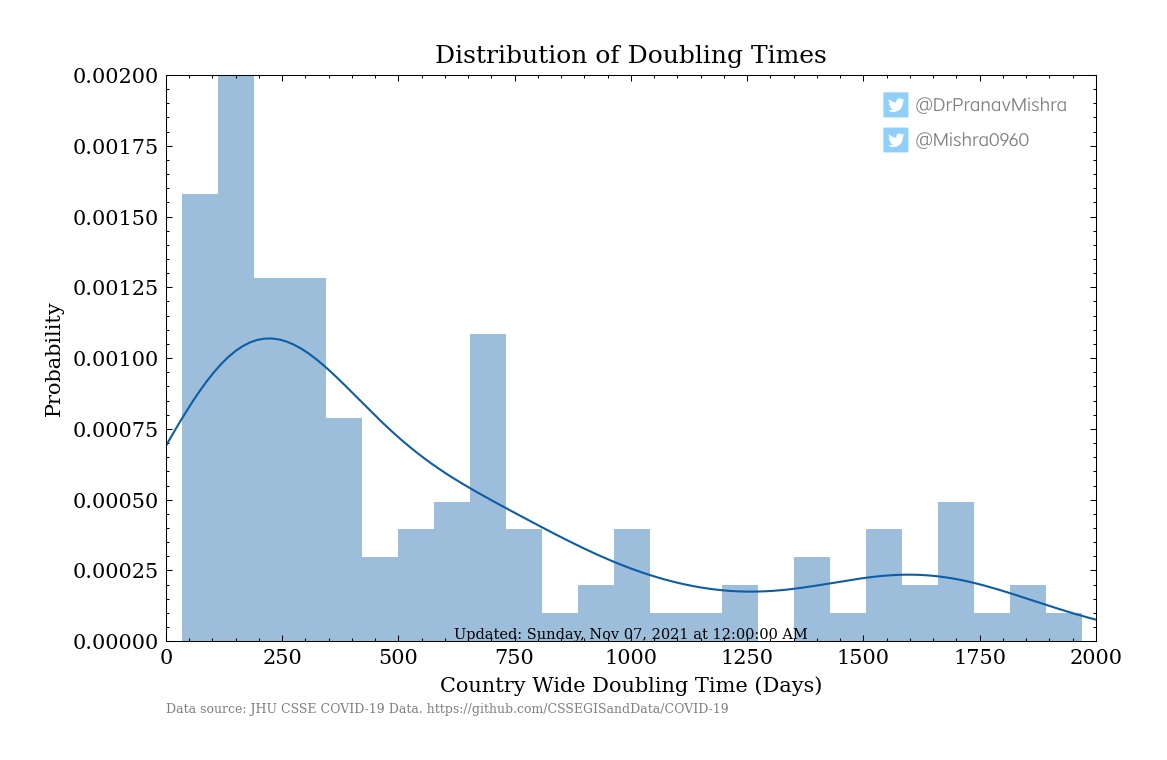 Distribution of Doubling Times
0.00200
0.00175
0.00150
0.00125
0.00100
0.00075
0.00050
0.00025
0.00000
Probability
@DrPranavMishra
@Mishra0960
Updated: Sunday, Nov 07, 2021 at 12:00:00 AM
0 250 500 750 1000 1250 1500 1750 2000
Country Wide Doubling Time (Days)
Data source: JHU CSSE COVID-19 Data. https://github.com/CSSEGISandData/COVID-19